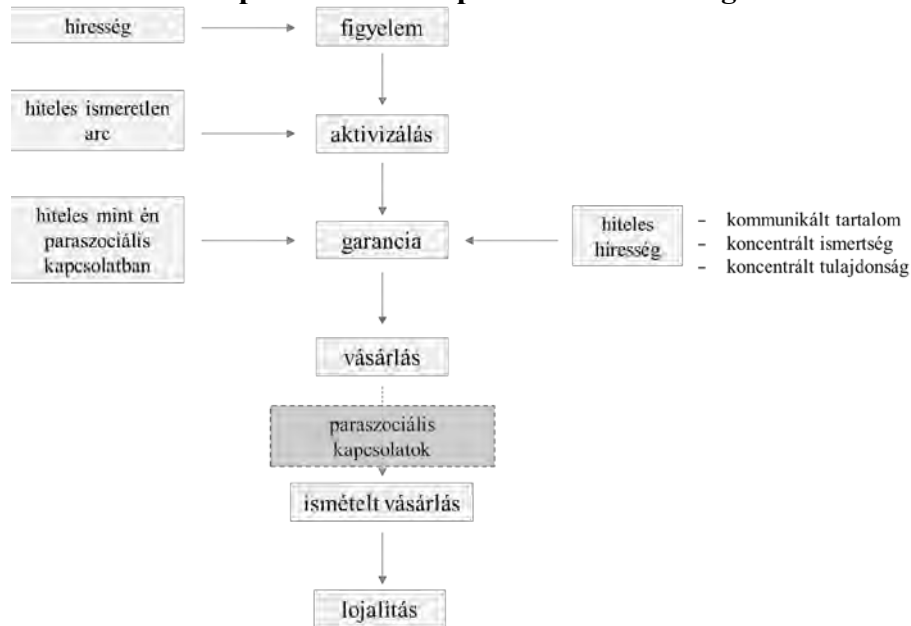 híresség
figyelem
hiteles ismeretlen
arc
aktivizálás
hiteles mint én
paraszociális
kapcsolatban
garancia
hiteles
híresség
- kommunikált tartalom
- koncentrált ismertség
- koncentrált tulajdonság
vásárlás
paraszociális
kapcsolatok
ismételt vásárlás
lojalitás